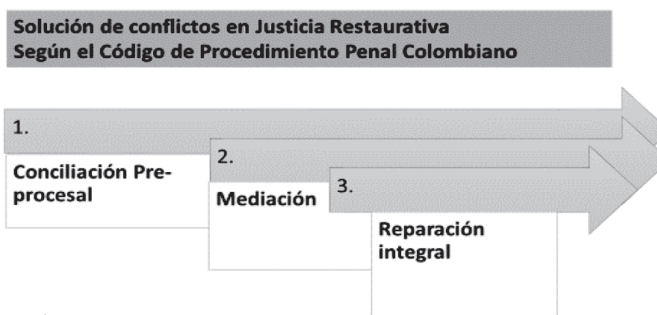 Solución de conflictos en Justicia Restaurativa
Según el Código de Procedimiento Penal Colombiano
1.
Conciliación Pre-
procesal
2.
Mediación
3.
Reparación
integral